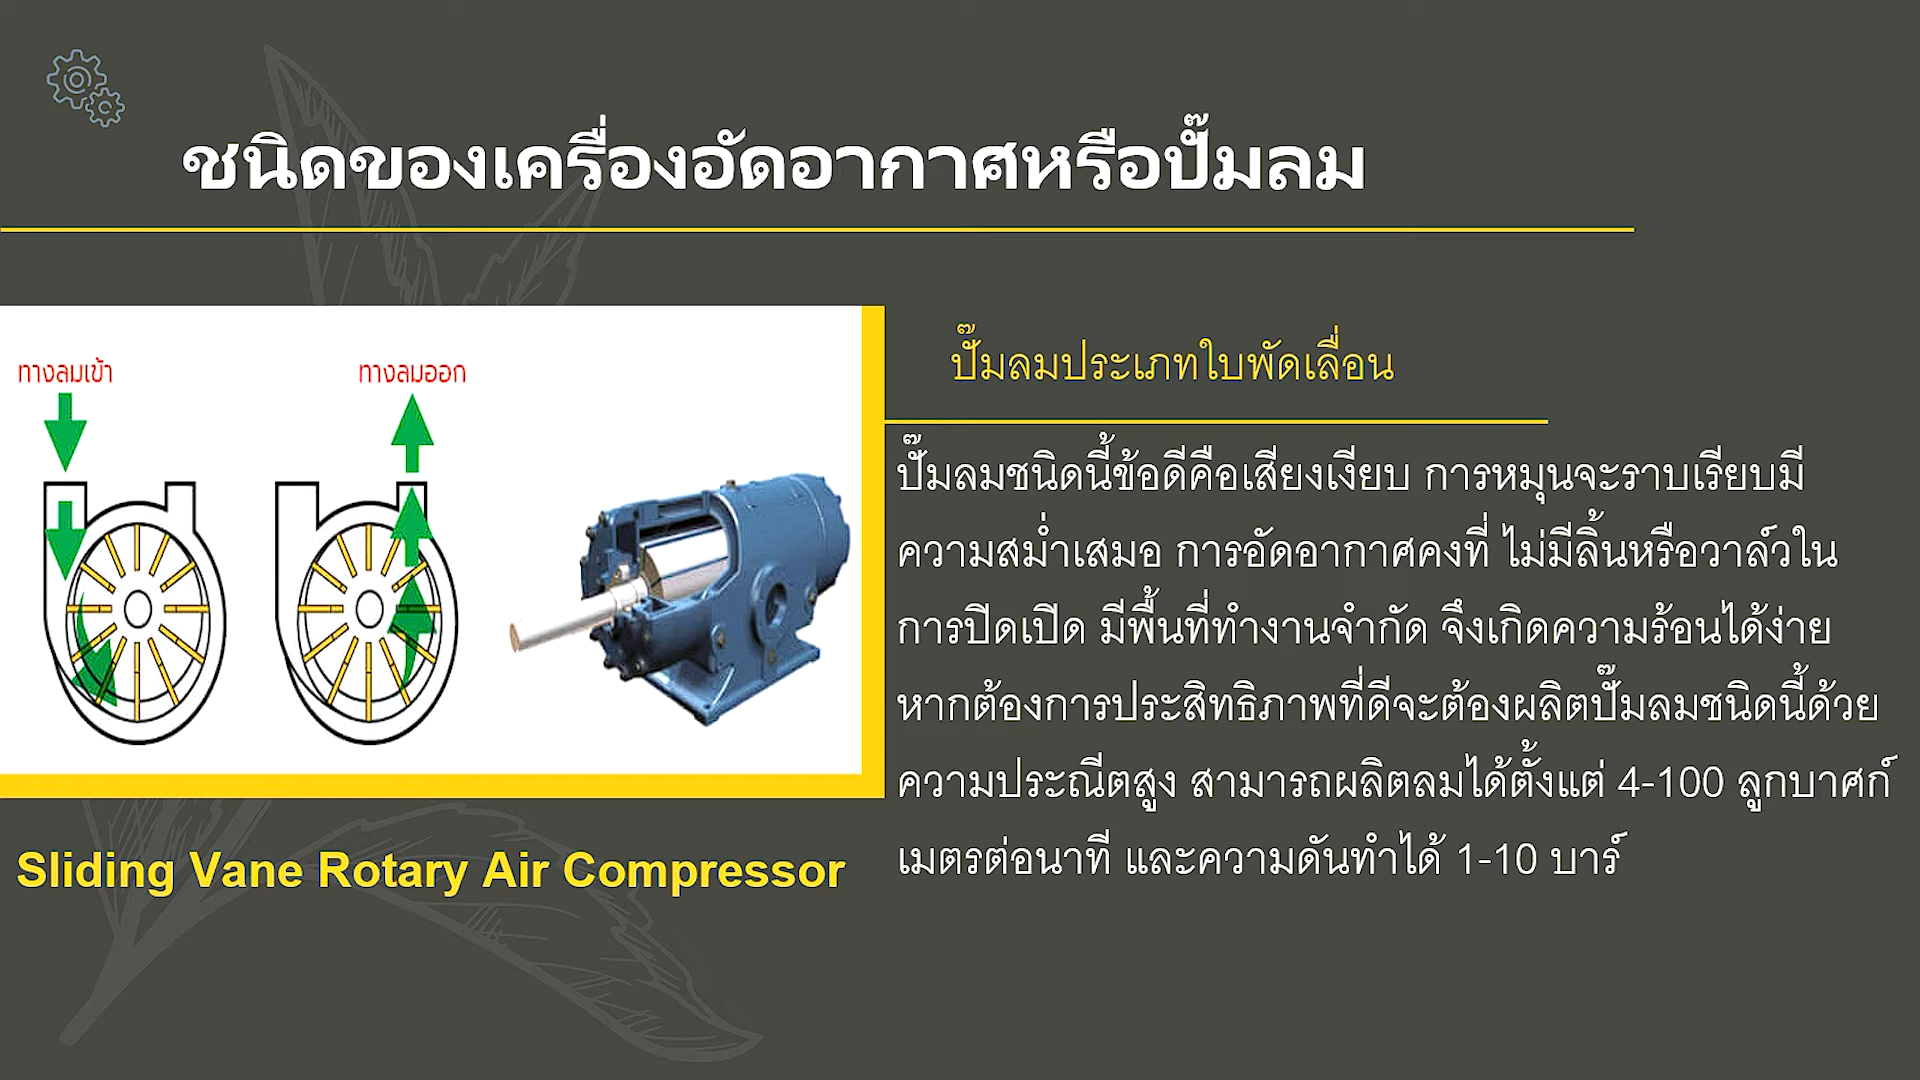 ชนิดของเครื่องอัดอากาศหรือปั๊มลม
ทางลมเข้า
ทางลมออก
ปั๊มลมประเภทใบพัดเลื่อน
ปั๊มลมชนิดนี้ข้อดีคือเสียงเงียบ การหมุนจะราบเรียบมี
ความสม่ำเสมอ การอัดอากาศคงที่ ไม่มีลิ้นหรือวาล์วใน
การปิดเปิด มีพื้นที่ทำงานจำกัด จึงเกิดความร้อนได้ง่าย
หากต้องการประสิทธิภาพที่ดีจะต้องผลิตปั๊มลมชนิดนี้ด้วย
ความประณีตสูง สามารถผลิตลมได้ตั้งแต่ 4-100 ลูกบาศก์
เมตรต่อนาที และความดันทำได้ 1-10 บาร์
Sliding Vane Rotary Air Compressor